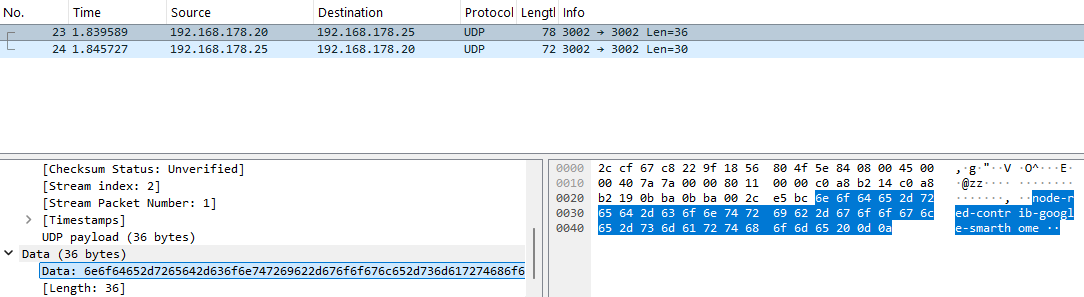 No. Time Source Destination Protocol Lengtl Info
23 1.839589 192.168.178.20 192.168.178.25 UDP 78 3002 → 3002 Len=36
24 1.845727 192.168.178.25 192.168.178.20 UDP 72 3002 → 3002 Len=30
[Checksum Status: Unverified]
[Stream index: 2]
[Stream Packet Number: 1]
[Timestamps]
UDP payload (36 bytes)
Data (36 bytes)
Data: 6e6f64652d7265642d636f6e747269622d676f6f676c652d736d617274686f6
[Length: 36]
0000 2c cf 67 c8 22 9f 18 56 80 4f 5e 84 08 00 45 00 ,·g·"··V ·O^···E·
0010 00 40 7a 7a 00 00 80 11 00 00 c0 a8 b2 14 c0 a8 ·@zz···· ········
0020 b2 19 0b ba 0b ba 00 2c e5 bc 6e 6f 64 65 2d 72 ·······, ··node-r
0030 65 64 2d 63 6f 6e 74 72 69 62 2d 67 6f 6f 67 6c ed-contr ib-googl
0040 65 2d 73 6d 61 72 74 68 6f 6d 65 20 0d 0a e-smarth ome ··